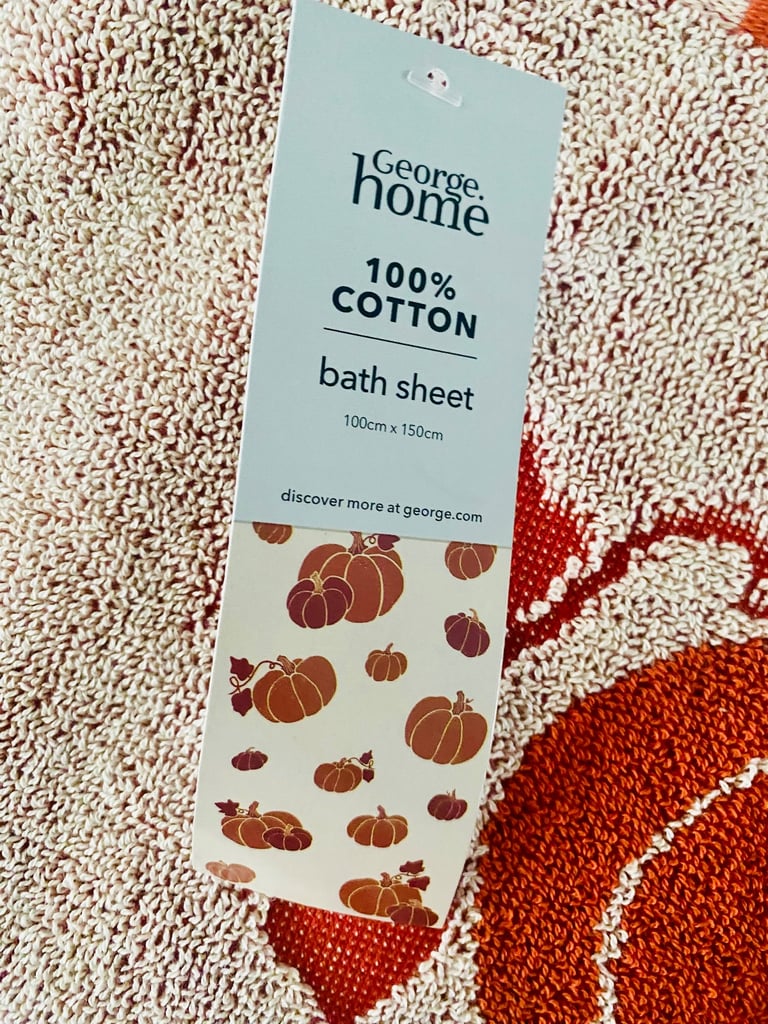 George.
home
100%
COTTON
bath sheet
100cm x 150cm
discover more at george.com